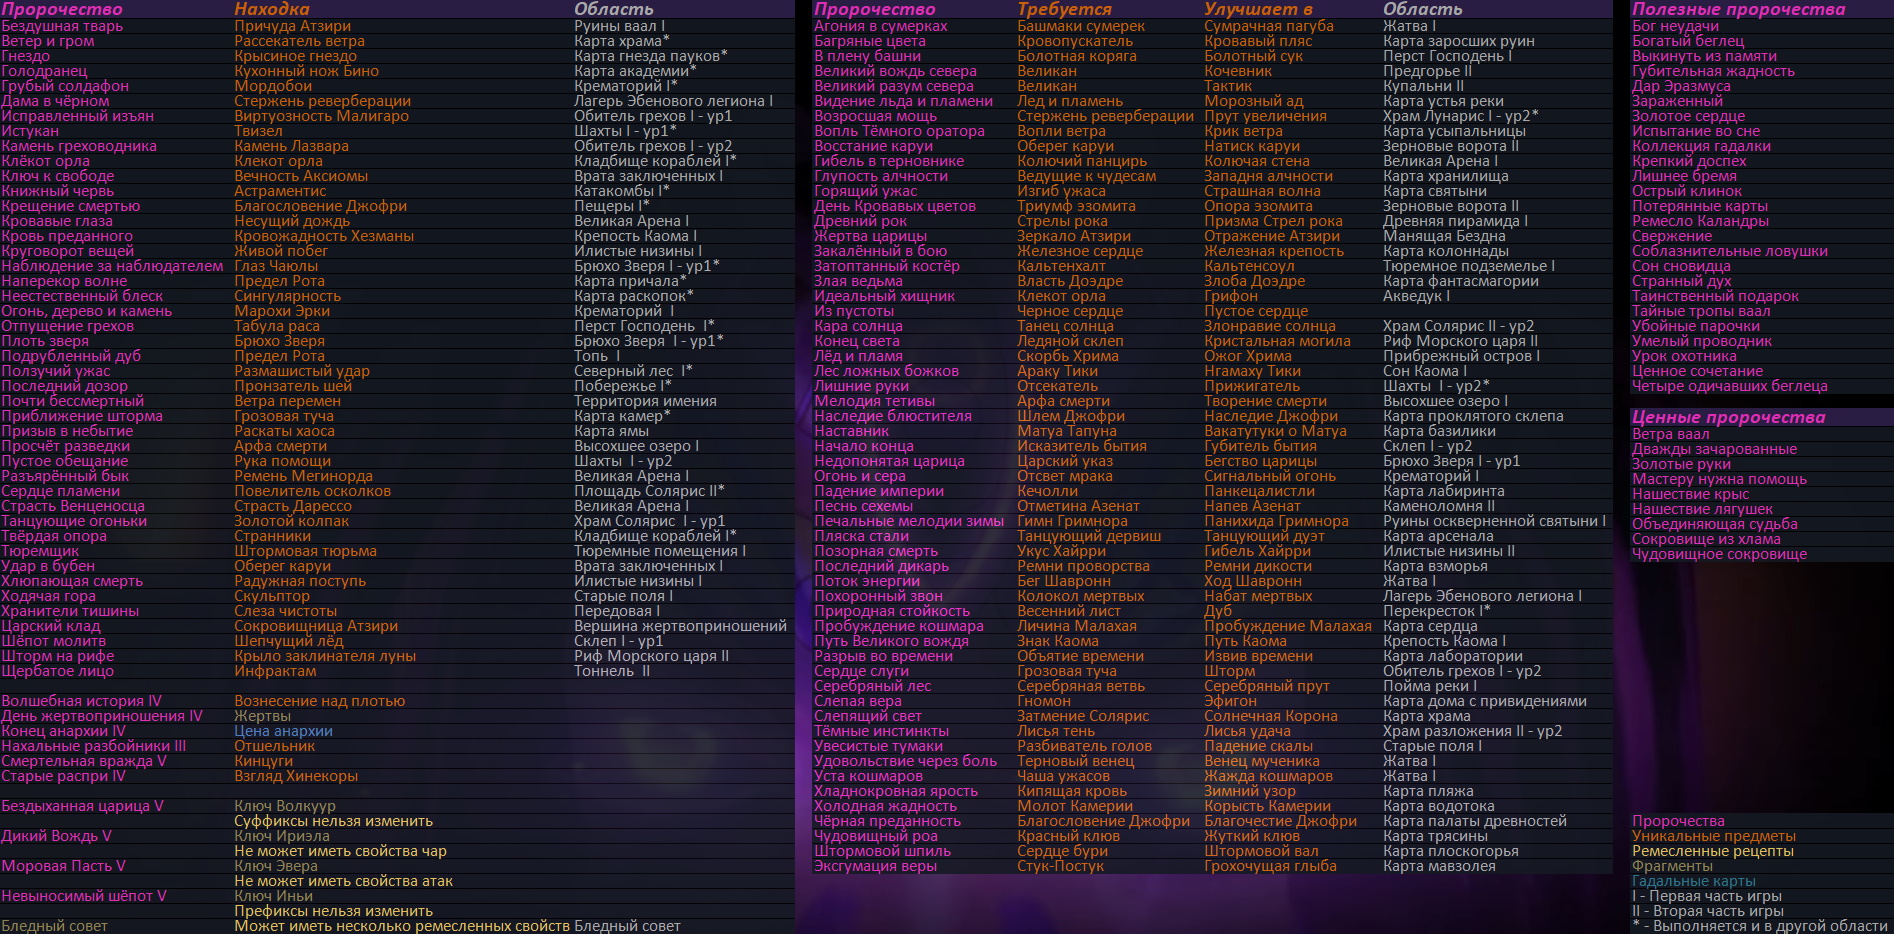 Пророчество Находка Область
Бездушная тварь Причуда Атзири Руины ваал I
Ветер и гром Рассекатель ветра Карта храма*
Гнездо Крысиное гнездо Карта гнезда пауков*
Голодранец Кухонный нож Бино Карта академии*
Грубый солдафон Мордобои Крематорий I*
Дама в чёрном Стержень реверберации Лагерь Эбенового легиона I
Исправленный изъян Виртуозность Малигаро Обитель грехов I - ур1
Истукан Твизел Шахты I - ур1*
Камень греховодника Камень Лазвара Обитель грехов I - ур2
Клёкот орла Клекот орла Кладбище кораблей I*
Ключ к свободе Вечность Аксиомы Врата заключенных I
Книжный червь Астраментис Катакомбы I*
Крещение смертью Благословение Джофри Пещеры I*
Кровавые глаза Несущий дождь Великая Арена I
Кровь преданного Кровожадность Хезманы Крепость Каома I
Круговорот вещей Живой побег Илистые низины I
Наблюдение за наблюдателем Глаз Чаюлы Брюхо Зверя I - ур1*
Наперекор волне Предел Рота Карта причала*
Неестественный блеск Сингулярность Карта раскопок*
Огонь, дерево и камень Марохи Эрки Крематорий I
Отпущение грехов Табула раса Перст Господень I*
Плоть зверя Брюхо Зверя Брюхо Зверя I - ур1*
Подрубленный дуб Предел Рота Топь I
Ползучий ужас Размашистый удар Северный лес I*
Последний дозор Пронзатель шей Побережье I*
Почти бессмертный Ветра перемен Территория имения
Приближение шторма Грозовая туча Карта камер*
Призыв в небытие Раскаты хаоса Карта ямы
Просчёт разведки Арфа смерти Высохшее озеро I
Пустое обещание Рука помощи Шахты I - ур2
Разъярённый бык Ремень Мегинорда Великая Арена I
Сердце пламени Повелитель осколков Площадь Солярис II*
Страсть Венценосца Страсть Дарессо Великая Арена I
Танцующие огоньки Золотой колпак Храм Солярис I - ур1
Твёрдая опора Странники Кладбище кораблей I*
Тюремщик Штормовая тюрьма Тюремные помещения I
Удар в бубен Оберег каруи Врата заключенных I
Хлюпающая смерть Радужная поступь Илистые низины I
Ходячая гора Скульптор Старые поля I
Хранители тишины Слеза чистоты Передовая I
Царский клад Сокровищница Атзири Вершина жертвоприношений
Шёпот молитв Шепчущий лёд Склеп I - ур1
Шторм на рифе Крыло заклинателя луны Риф Морского царя II
Щербатое лицо Инфрактам Тоннель II
Волшебная история IV Вознесение над плотью
День жертвоприношения IV Жертвы
Конец анархии IV Цена анархии
Нахальные разбойники III Отшельник
Смертельная вражда V Кинцуги
Старые распри IV Взгляд Хинекоры
Бездыханная царица V Ключ Волкуур
Суффиксы нельзя изменить
Дикий Вождь V Ключ Ириэла
Не может иметь свойства чар
Моровая Пасть V Ключ Эвера
Не может иметь свойства атак
Невыносимый шёпот V Ключ Иньи
Префиксы нельзя изменить
Бледный совет Может иметь несколько ремесленных свойств Бледный совет
Пророчество Требуется Улучшает в Область
Агония в сумерках Башмаки сумерек Сумрачная пагуба Жатва I
Багряные цвета Кровопускатель Кровавый пляс Карта заросших руин
В плену башни Болотная коряга Болотный сук Перст Господень I
Великий вождь севера Великан Кочевник Предгорье II
Великий разум севера Великан Тактик Купальни II
Видение льда и пламени Лед и пламень Морозный ад Карта устья реки
Возросшая мощь Стержень реверберации Прут увеличения Храм Лунарис I - ур2*
Вопль Тёмного оратора Вопли ветра Крик ветра Карта усыпальницы
Восстание каруи Оберег каруи Натиск каруи Зерновые ворота II
Гибель в терновнике Колючий панцирь Колючая стена Великая Арена I
Глупость алчности Ведущие к чудесам Западня алчности Карта хранилища
Горящий ужас Изгиб ужаса Страшная волна Карта святыни
День Кровавых цветов Триумф эзомита Опора эзомита Зерновые ворота II
Древний рок Стрелы рока Призма Стрел рока Древняя пирамида I
Жертва царицы Зеркало Атзири Отражение Атзири Манящая Бездна
Закалённый в бою Железное сердце Железная крепость Карта колоннады
Затоптанный костёр Кальтенхалт Кальтенсоул Тюремное подземелье I
Злая ведьма Власть Доэдре Злоба Доэдре Карта фантасмагории
Идеальный хищник Клекот орла Грифон Акведук I
Из пустоты Черное сердце Пустое сердце
Кара солнца Танец солнца Злонравие солнца Храм Солярис II - ур2
Конец света Ледяной склеп Кристальная могила Риф Морского царя II
Лёд и пламя Скорбь Хрима Ожог Хрима Прибрежный остров I
Лес ложных божков Араку Тики Нгамаху Тики Сон Каома I
Лишние руки Отсекатель Прижигатель Шахты I - ур2*
Мелодия тетивы Арфа смерти Творение смерти Высохшее озеро I
Наследие блюстителя Шлем Джофри Наследие Джофри Карта проклятого склепа
Наставник Матуа Тапуна Вакатутуки о Матуа Карта базилики
Начало конца Исказитель бытия Губитель бытия Склеп I - ур2
Недопонятая царица Царский указ Бегство царицы Брюхо Зверя I - ур1
Огонь и сера Отсвет мрака Сигнальный огонь Крематорий I
Падение империи Кечолли Панкецалистли Карта лабиринта
Песнь сехемы Отметина Азенат Напев Азенат Каменоломня II
Печальные мелодии зимы Гимн Гримнора Панихида Гримнора Руины оскверненной святыни I
Пляска стали Танцующий дервиш Танцующий дуэт Карта арсенала
Позорная смерть Укус Хайрри Гибель Хайрри Илистые низины II
Последний дикарь Ремни проворства Ремни дикости Карта взморья
Поток энергии Бег Шавронн Ход Шавронн Жатва I
Похоронный звон Колокол мертвых Набат мертвых Лагерь Эбенового легиона I
Природная стойкость Весенний лист Дуб Перекресток I*
Пробуждение кошмара Личина Малахая Пробуждение Малахая Карта сердца
Путь Великого вождя Знак Каома Путь Каома Крепость Каома I
Разрыв во времени Объятие времени Извив времени Карта лаборатории
Сердце слуги Грозовая туча Шторм Обитель грехов I - ур2
Серебряный лес Серебряная ветвь Серебряный прут Пойма реки I
Слепая вера Гномон Эфигон Карта дома с привидениями
Слепящий свет Затмение Солярис Солнечная Корона Карта храма
Тёмные инстинкты Лисья тень Лисья удача Храм разложения II - ур2
Увесистые тумаки Разбиватель голов Падение скалы Старые поля I
Удовольствие через боль Терновый венец Венец мученика Жатва I
Уста кошмаров Чаша ужасов Жажда кошмаров Жатва I
Хладнокровная ярость Кипящая кровь Зимний узор Карта пляжа
Холодная жадность Молот Камерии Корысть Камерии Карта водотока
Чёрная преданность Благословение Джофри Благочестие Джофри Карта палаты древностей
Чудовищный роа Красный клюв Жуткий клюв Карта трясины
Штормовой шпиль Сердце бури Штормовой вал Карта плоскогорья
Эксгумация веры Стук-Постук Грохочущая глыба Карта мавзолея
Полезные пророчества
Бог неудачи
Богатый беглец
Выкинуть из памяти
Губительная жадность
Дар Эразмуса
Зараженный
Золотое сердце
Испытание во сне
Коллекция гадалки
Крепкий доспех
Лишнее бремя
Острый клинок
Потерянные карты
Ремесло Каландры
Свержение
Соблазнительные ловушки
Сон сновидца
Странный дух
Таинственный подарок
Тайные тропы ваал
Убойные парочки
Умелый проводник
Урок охотника
Ценное сочетание
Четыре одичавших беглеца
Ценные пророчества
Ветра ваал
Дважды зачарованные
Золотые руки
Мастеру нужна помощь
Нашествие крыс
Нашествие лягушек
Объединяющая судьба
Сокровище из хлама
Чудовищное сокровище
Пророчества
Уникальные предметы
Ремесленные рецепты
Фрагменты
Гадальные карты
I - Первая часть игры
II - Вторая часть игры
* - Выполняется и в другой области